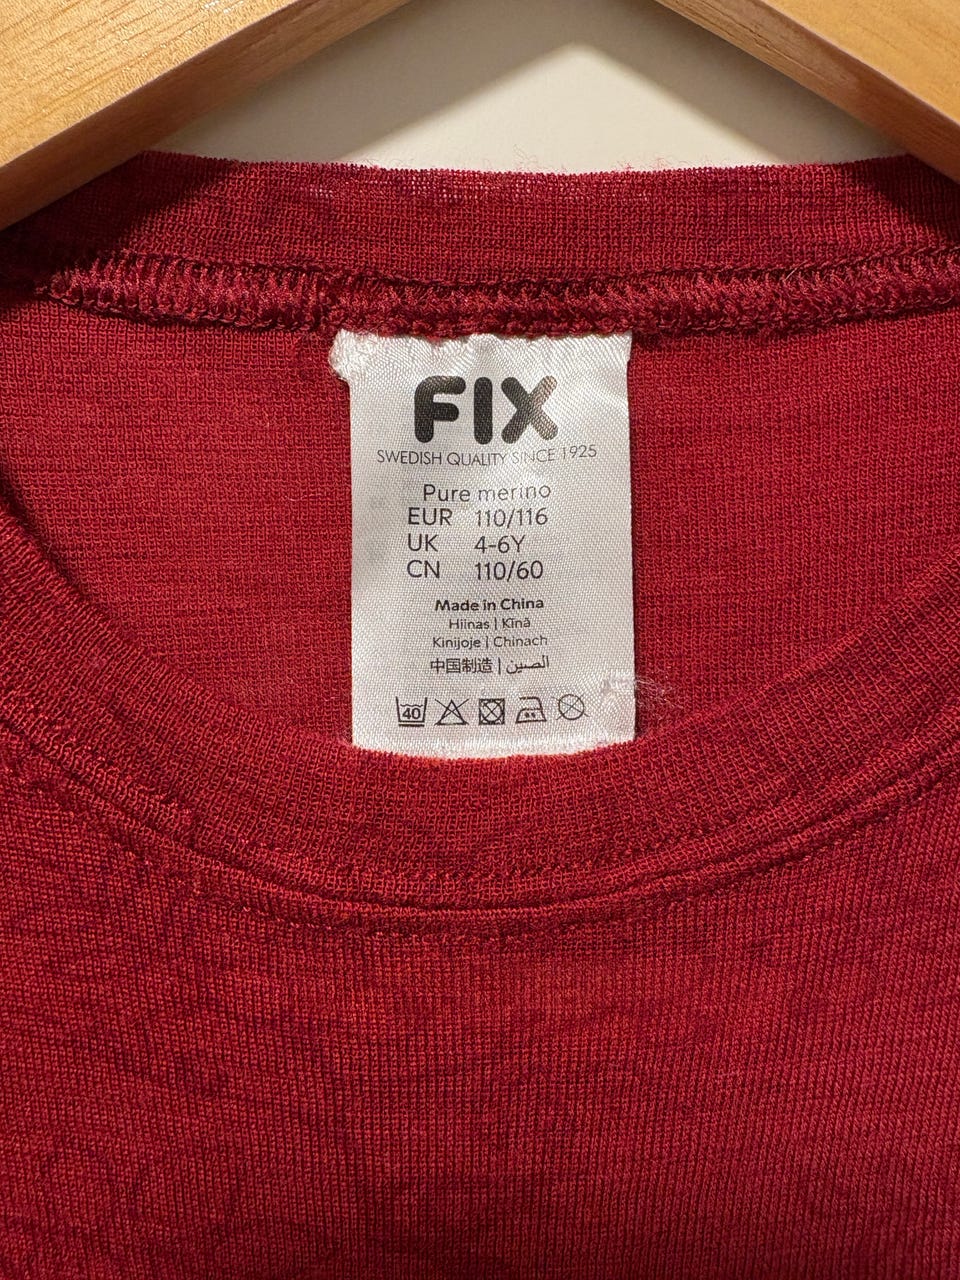 FIX
SWEDISH QUALITY SINCE 1925
Pure merino
EUR 110/116
UK 4-6Y
CN 110/60
Made in China
Hiinas | Kīnā
Kinijoje | Chinach
中国制造 | الصين
40